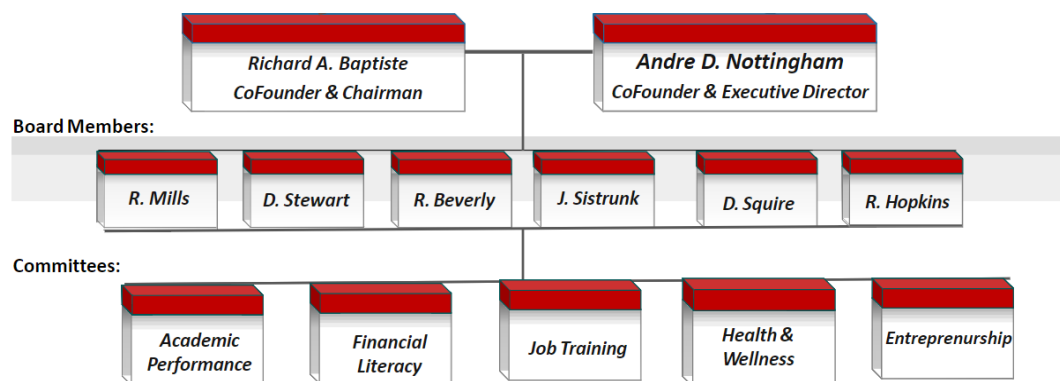 Richard A. Baptiste
CoFounder & Chairman
Andre D. Nottingham
CoFounder & Executive Director
Board Members:
R. Mills
D. Stewart
R. Beverly
J. Sistrunk
D. Squire
R. Hopkins
Committees:
Academic
Performance
Financial
Literacy
Job Training
Health &
Wellness
Entreprenurship